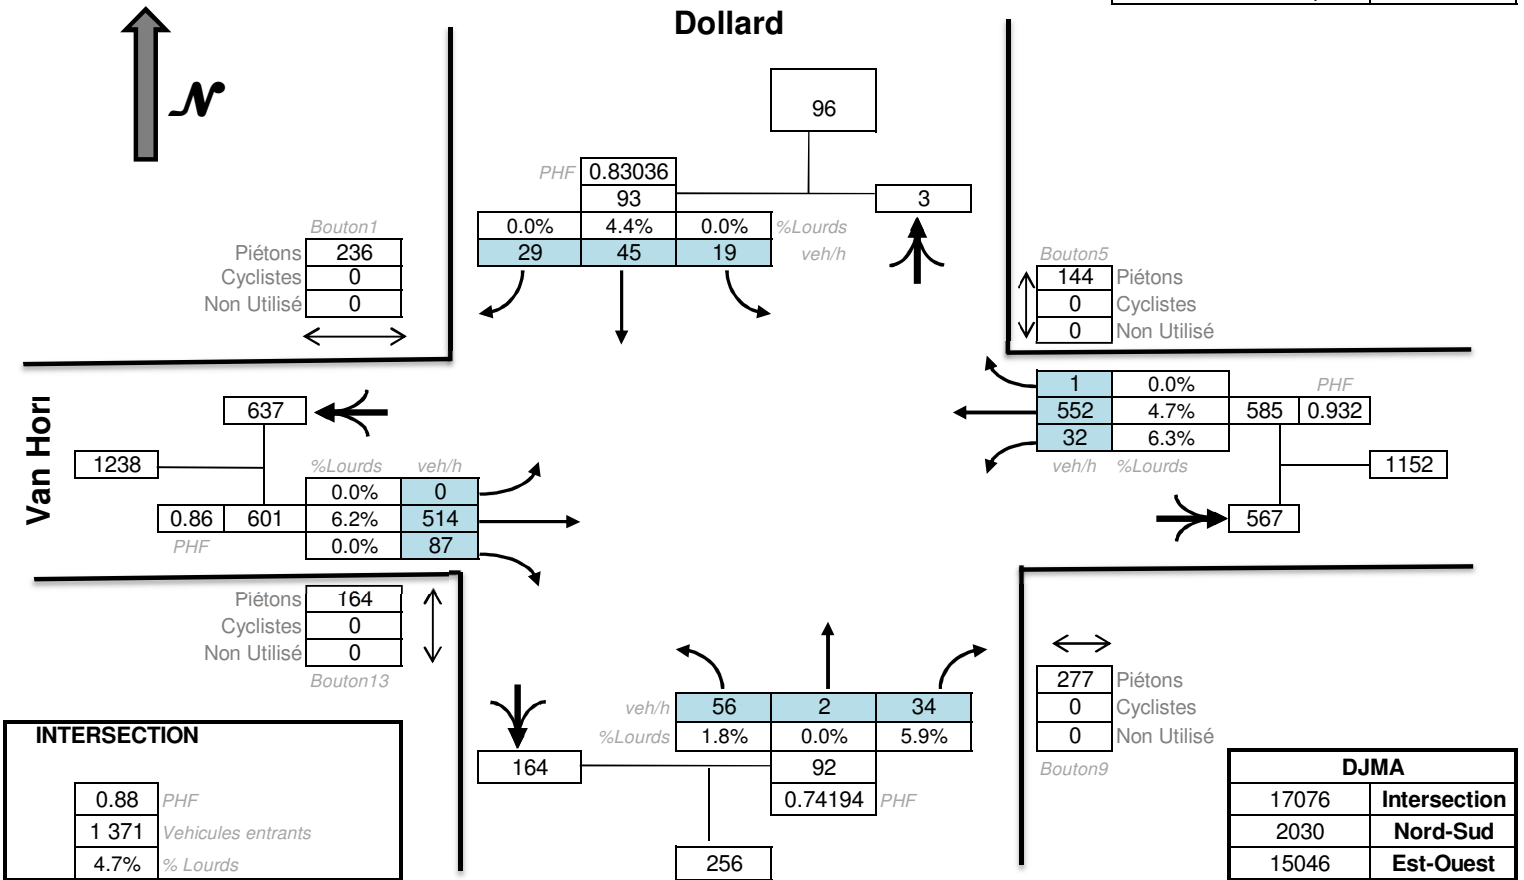 Dollard
N
96
PHF 0.83036
93
3
0.0% 4.4% 0.0% %Lourds
29 45 19 veh/h
Bouton1
Piétons 236
Cyclistes 0
Non Utilisé 0
Bouton5
144 Piétons
0 Cyclistes
0 Non Utilisé
Van Hori
637
1238
%Lourds veh/h
0.0% 0
0.86 601 6.2% 514
PHF 0.0% 87
1 0.0% PHF
552 4.7% 585 0.932
32 6.3%
veh/h %Lourds
1152
567
Piétons 164
Cyclistes 0
Non Utilisé 0
Bouton13
veh/h 56 2 34
%Lourds 1.8% 0.0% 5.9%
164
92
0.74194 PHF
256
277 Piétons
0 Cyclistes
0 Non Utilisé
Bouton9
INTERSECTION
0.88 PHF
1 371 Vehicules entrants
4.7% % Lourds
DJMA
17076 Intersection
2030 Nord-Sud
15046 Est-Ouest